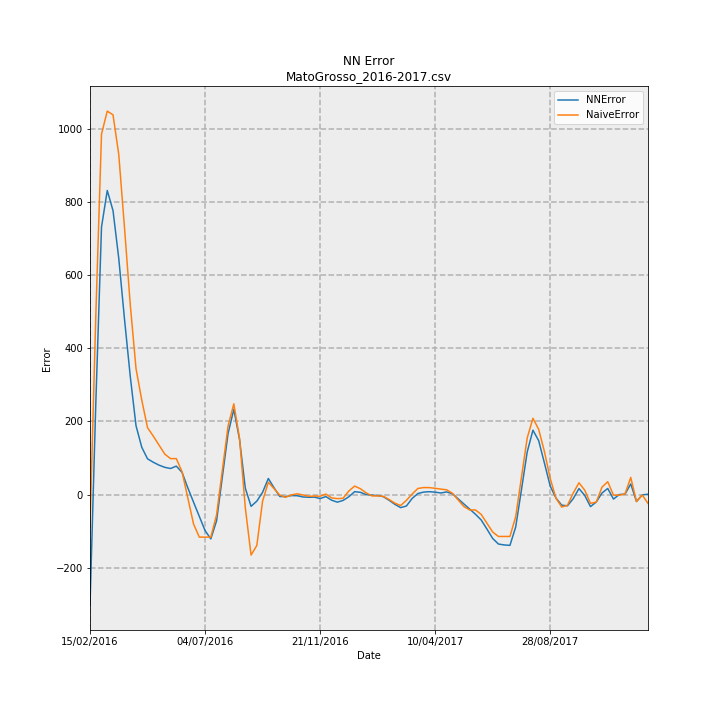 NN Error
MatoGrosso_2016-2017.csv
NNError
NaiveError
1000
800
600
400
200
0
−200
Error
15/02/2016
04/07/2016
21/11/2016
10/04/2017
28/08/2017
Date